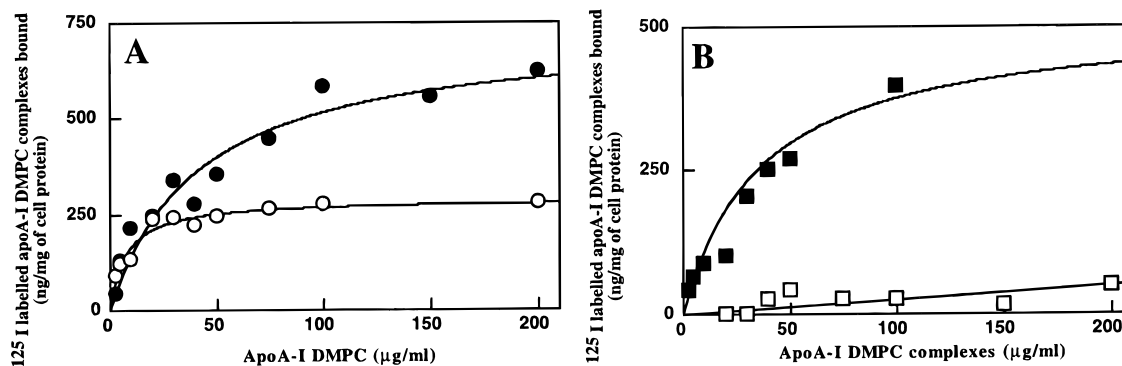 A
750
500
250
0
0
50
100
150
200
ApoA-I DMPC (µg/ml)
125 I labelled apoA-I DMPC complexes bound
(ng/mg of cell protein)
B
500
250
0
0
50
100
150
200
ApoA-I DMPC complexes (µg/ml)
125 I labelled apoA-I DMPC complexes bound
(ng/mg of cell protein)